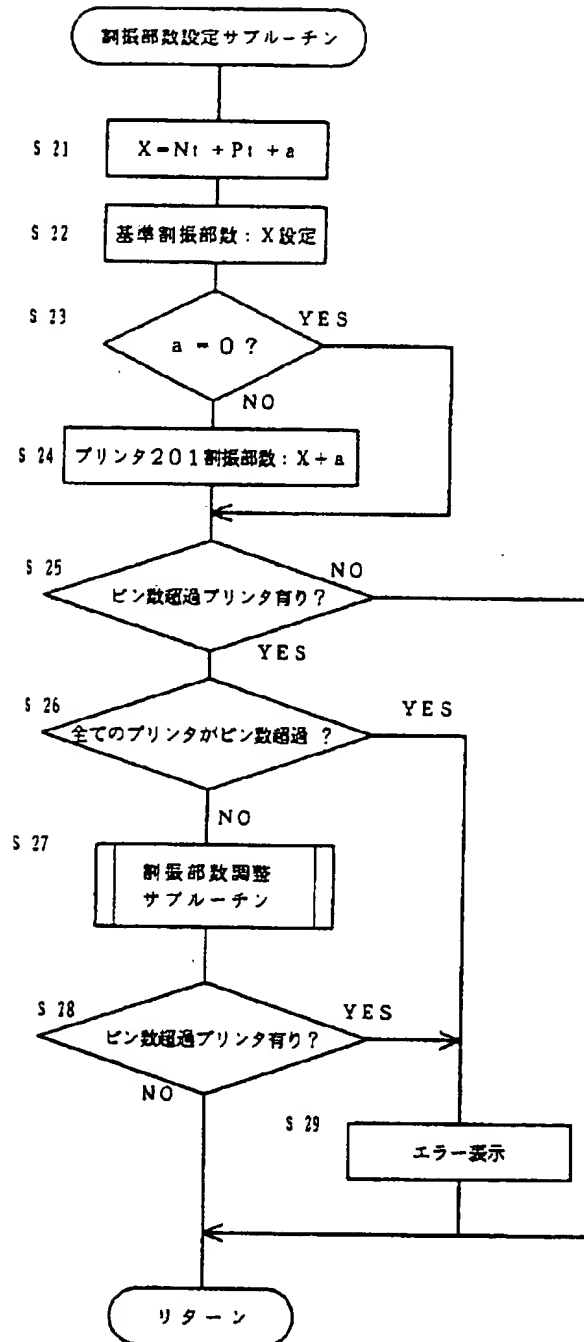 割振部数設定サブルーチン
S 21
X=Nt + Pt + a
S 22
基準割振部数：X設定
S 23
YES
a = 0 ?
NO
S 24
プリンタ201割振部数：X+a
S 25
NO
ビン数超過プリンタ有り？
YES
S 26
YES
全てのプリンタがビン数超過 ？
NO
S 27
割振部数調整
サブルーチン
S 28
YES
ビン数超過プリンタ有り？
NO
S 29
エラー表示
リターン